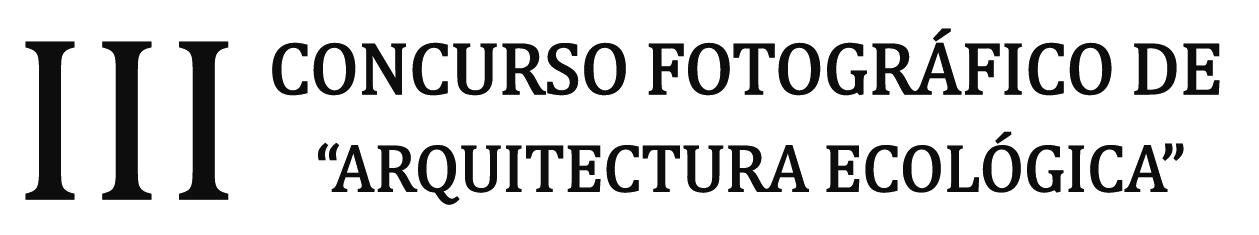 III CONCURSO FOTOGRÁFICO DE
“ARQUITECTURA ECOLÓGICA”